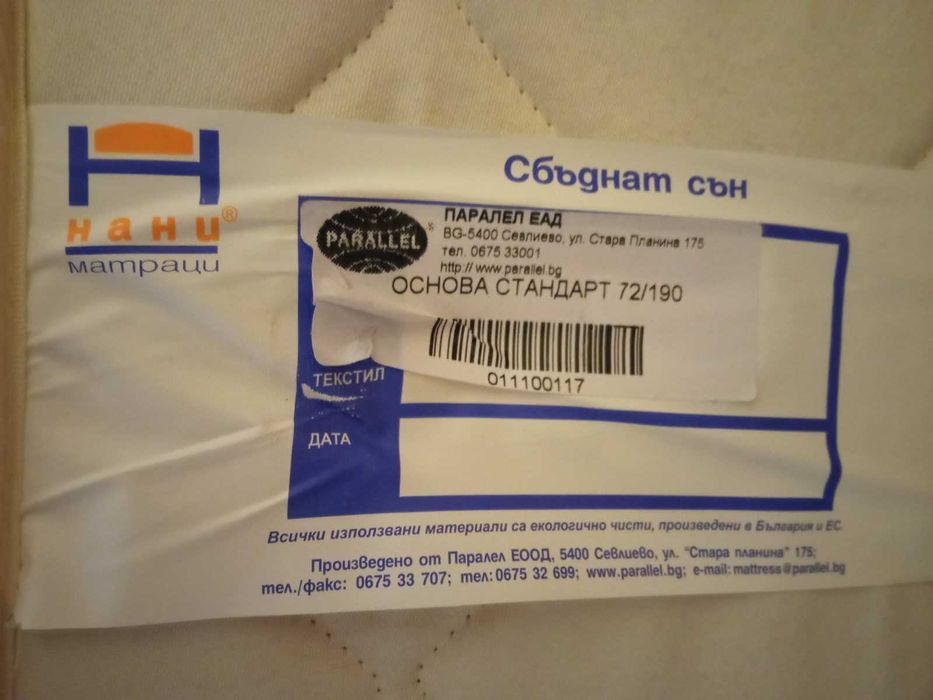 Сбъднат сън
нани®
матраци
PARALLEL®
ПАРАЛЕЛ ЕАД
BG-5400 Севлиево, ул. Стара Планина 175
тел. 0675 33001
http://www.parallel.bg
ОСНОВА СТАНДАРТ 72/190
011100117
ТЕКСТИЛ
ДАТА
Всички използвани материали са екологично чисти, произведени в България и ЕС.
Произведено от Паралел ЕООД, 5400 Севлиево, ул. "Стара планина" 175;
тел./факс: 0675 33 707; тел: 0675 32 699; www.parallel.bg; e-mail: mattress@parallel.bg